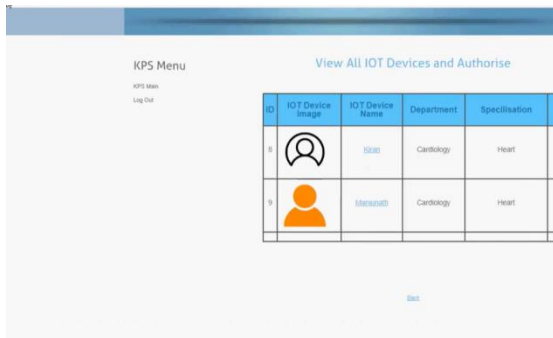 KPS Menu
KPS Main
Log Out
View All IOT Devices and Authorise
ID IOT Device Image IOT Device Name Department Specilisation
8 Kiran Cardiology Heart
9 Manjunath Cardiology Heart
Back